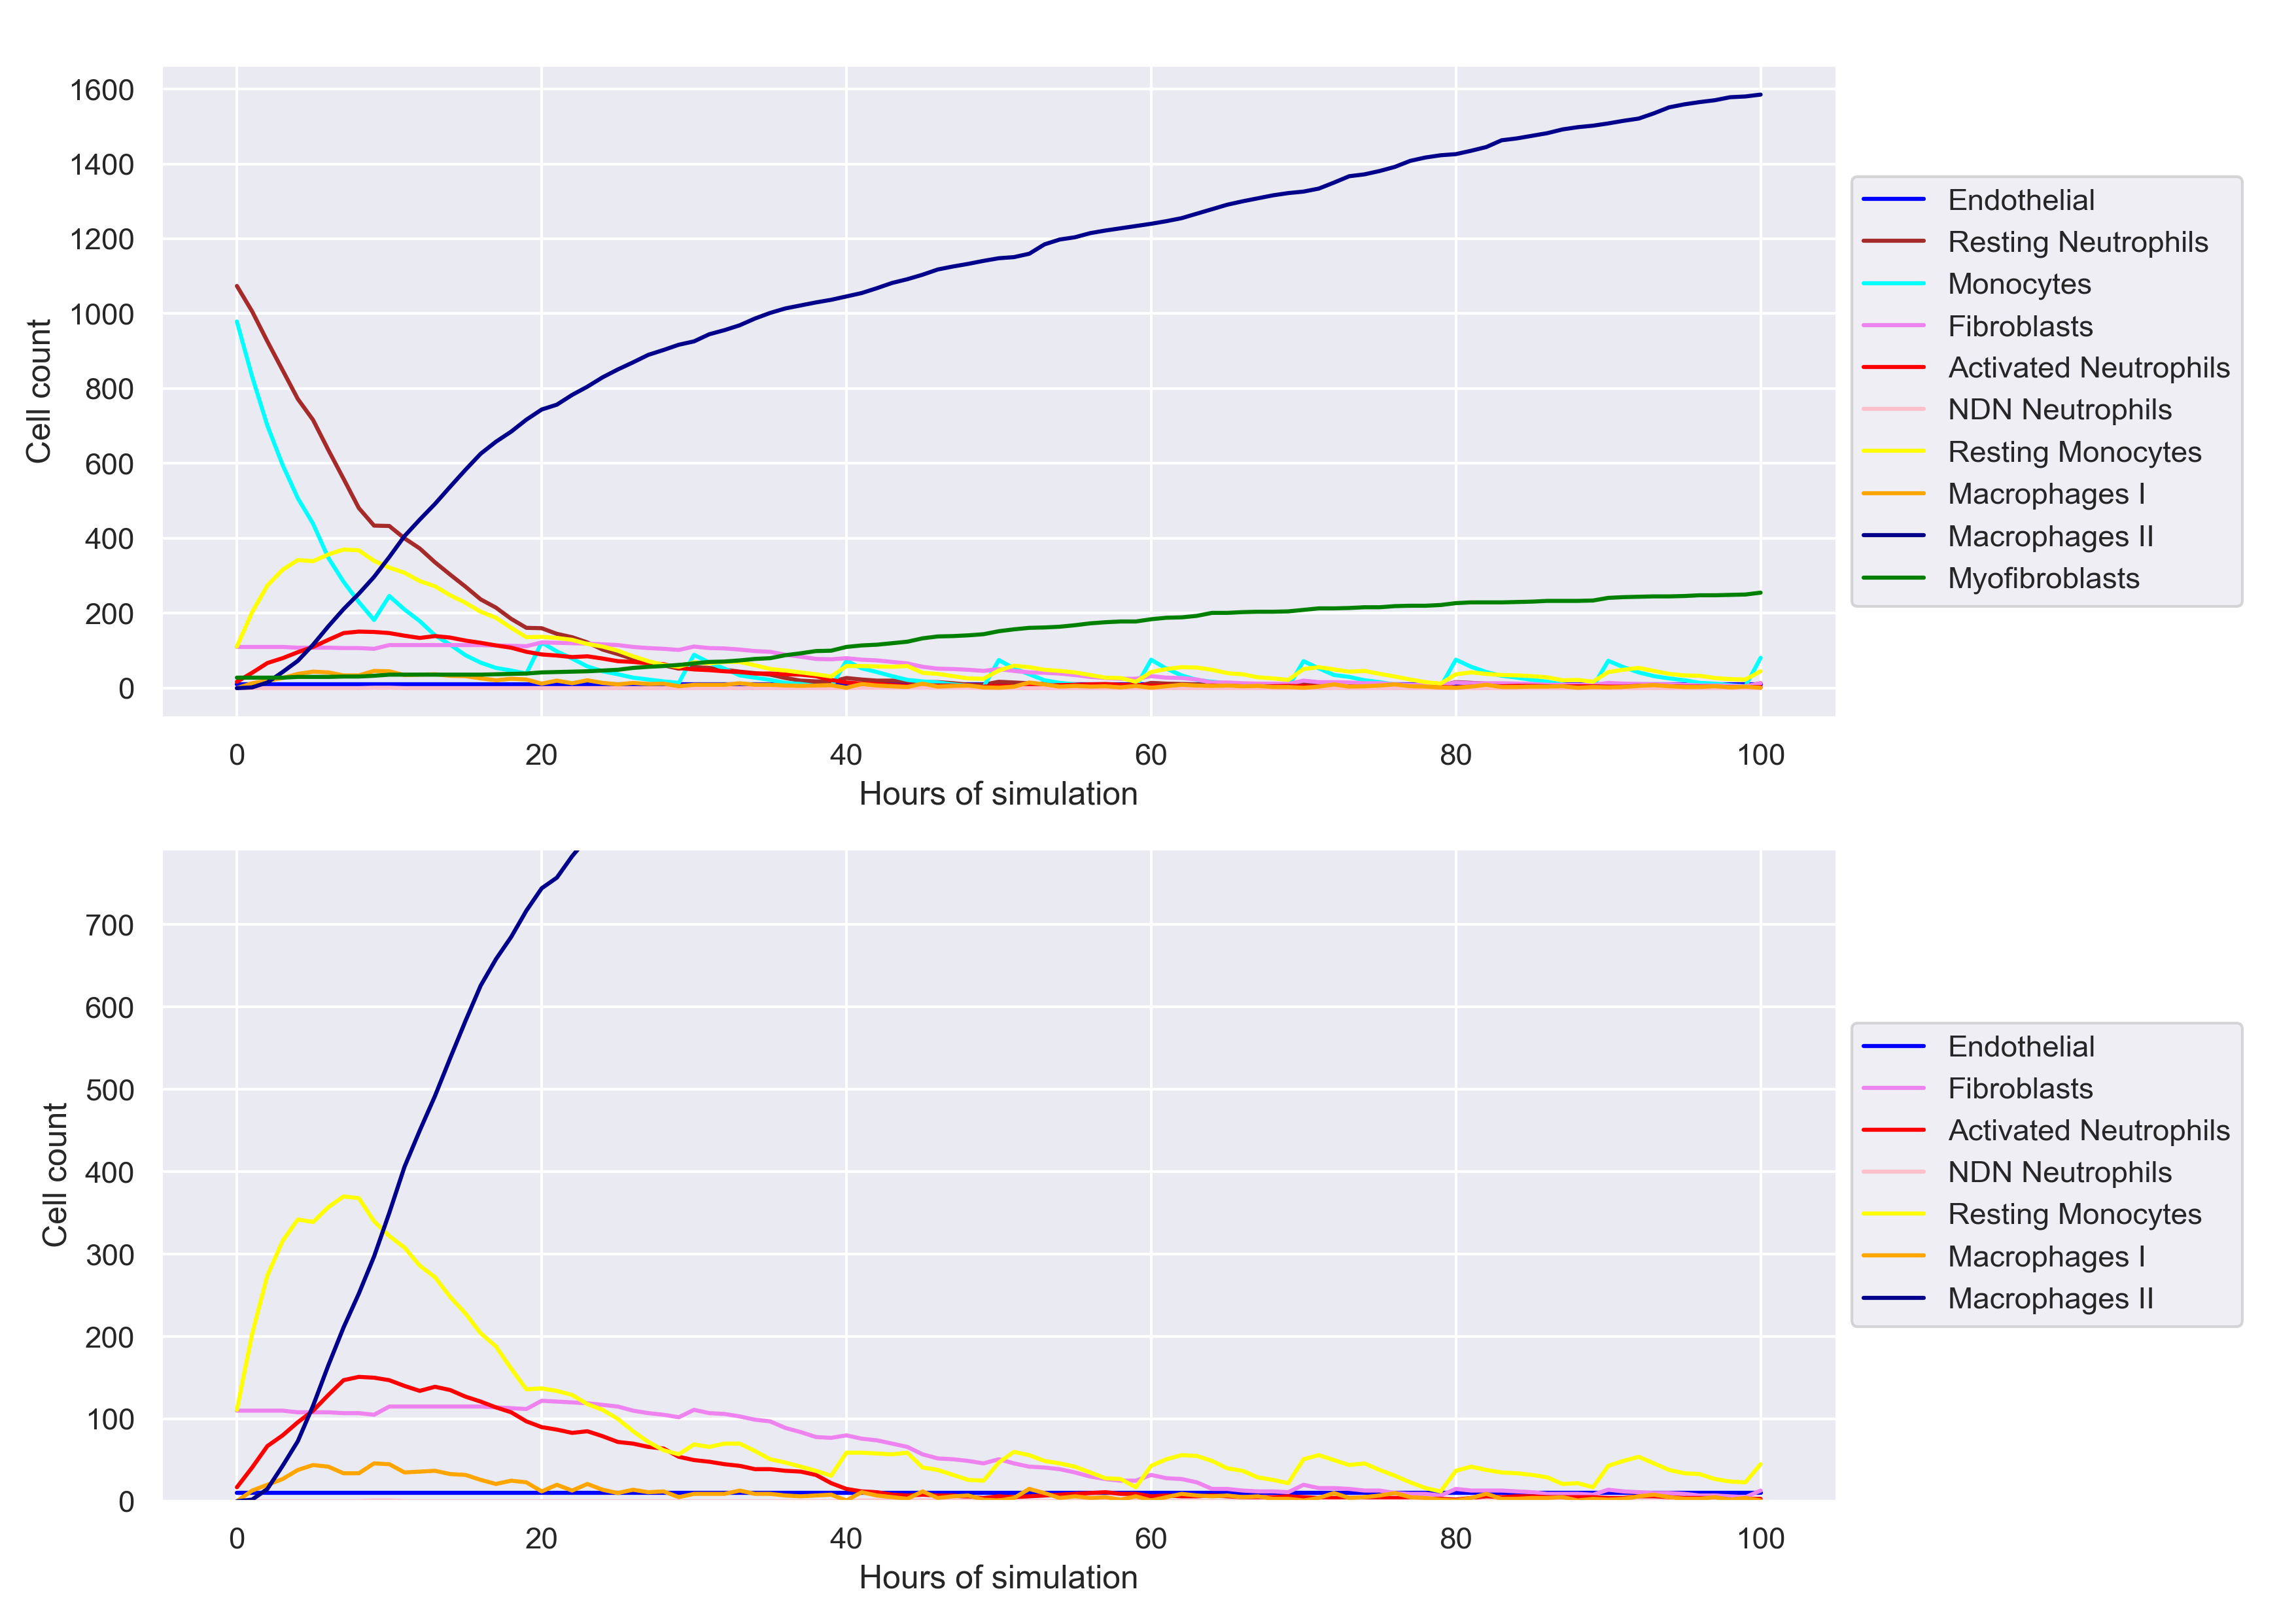 1600
1400
1200
1000
800
600
400
200
0
Cell count
0 20 40 60 80 100
Hours of simulation
Endothelial
Resting Neutrophils
Monocytes
Fibroblasts
Activated Neutrophils
NDN Neutrophils
Resting Monocytes
Macrophages I
Macrophages II
Myofibroblasts
700
600
500
400
300
200
100
0
Cell count
0 20 40 60 80 100
Hours of simulation
Endothelial
Fibroblasts
Activated Neutrophils
NDN Neutrophils
Resting Monocytes
Macrophages I
Macrophages II